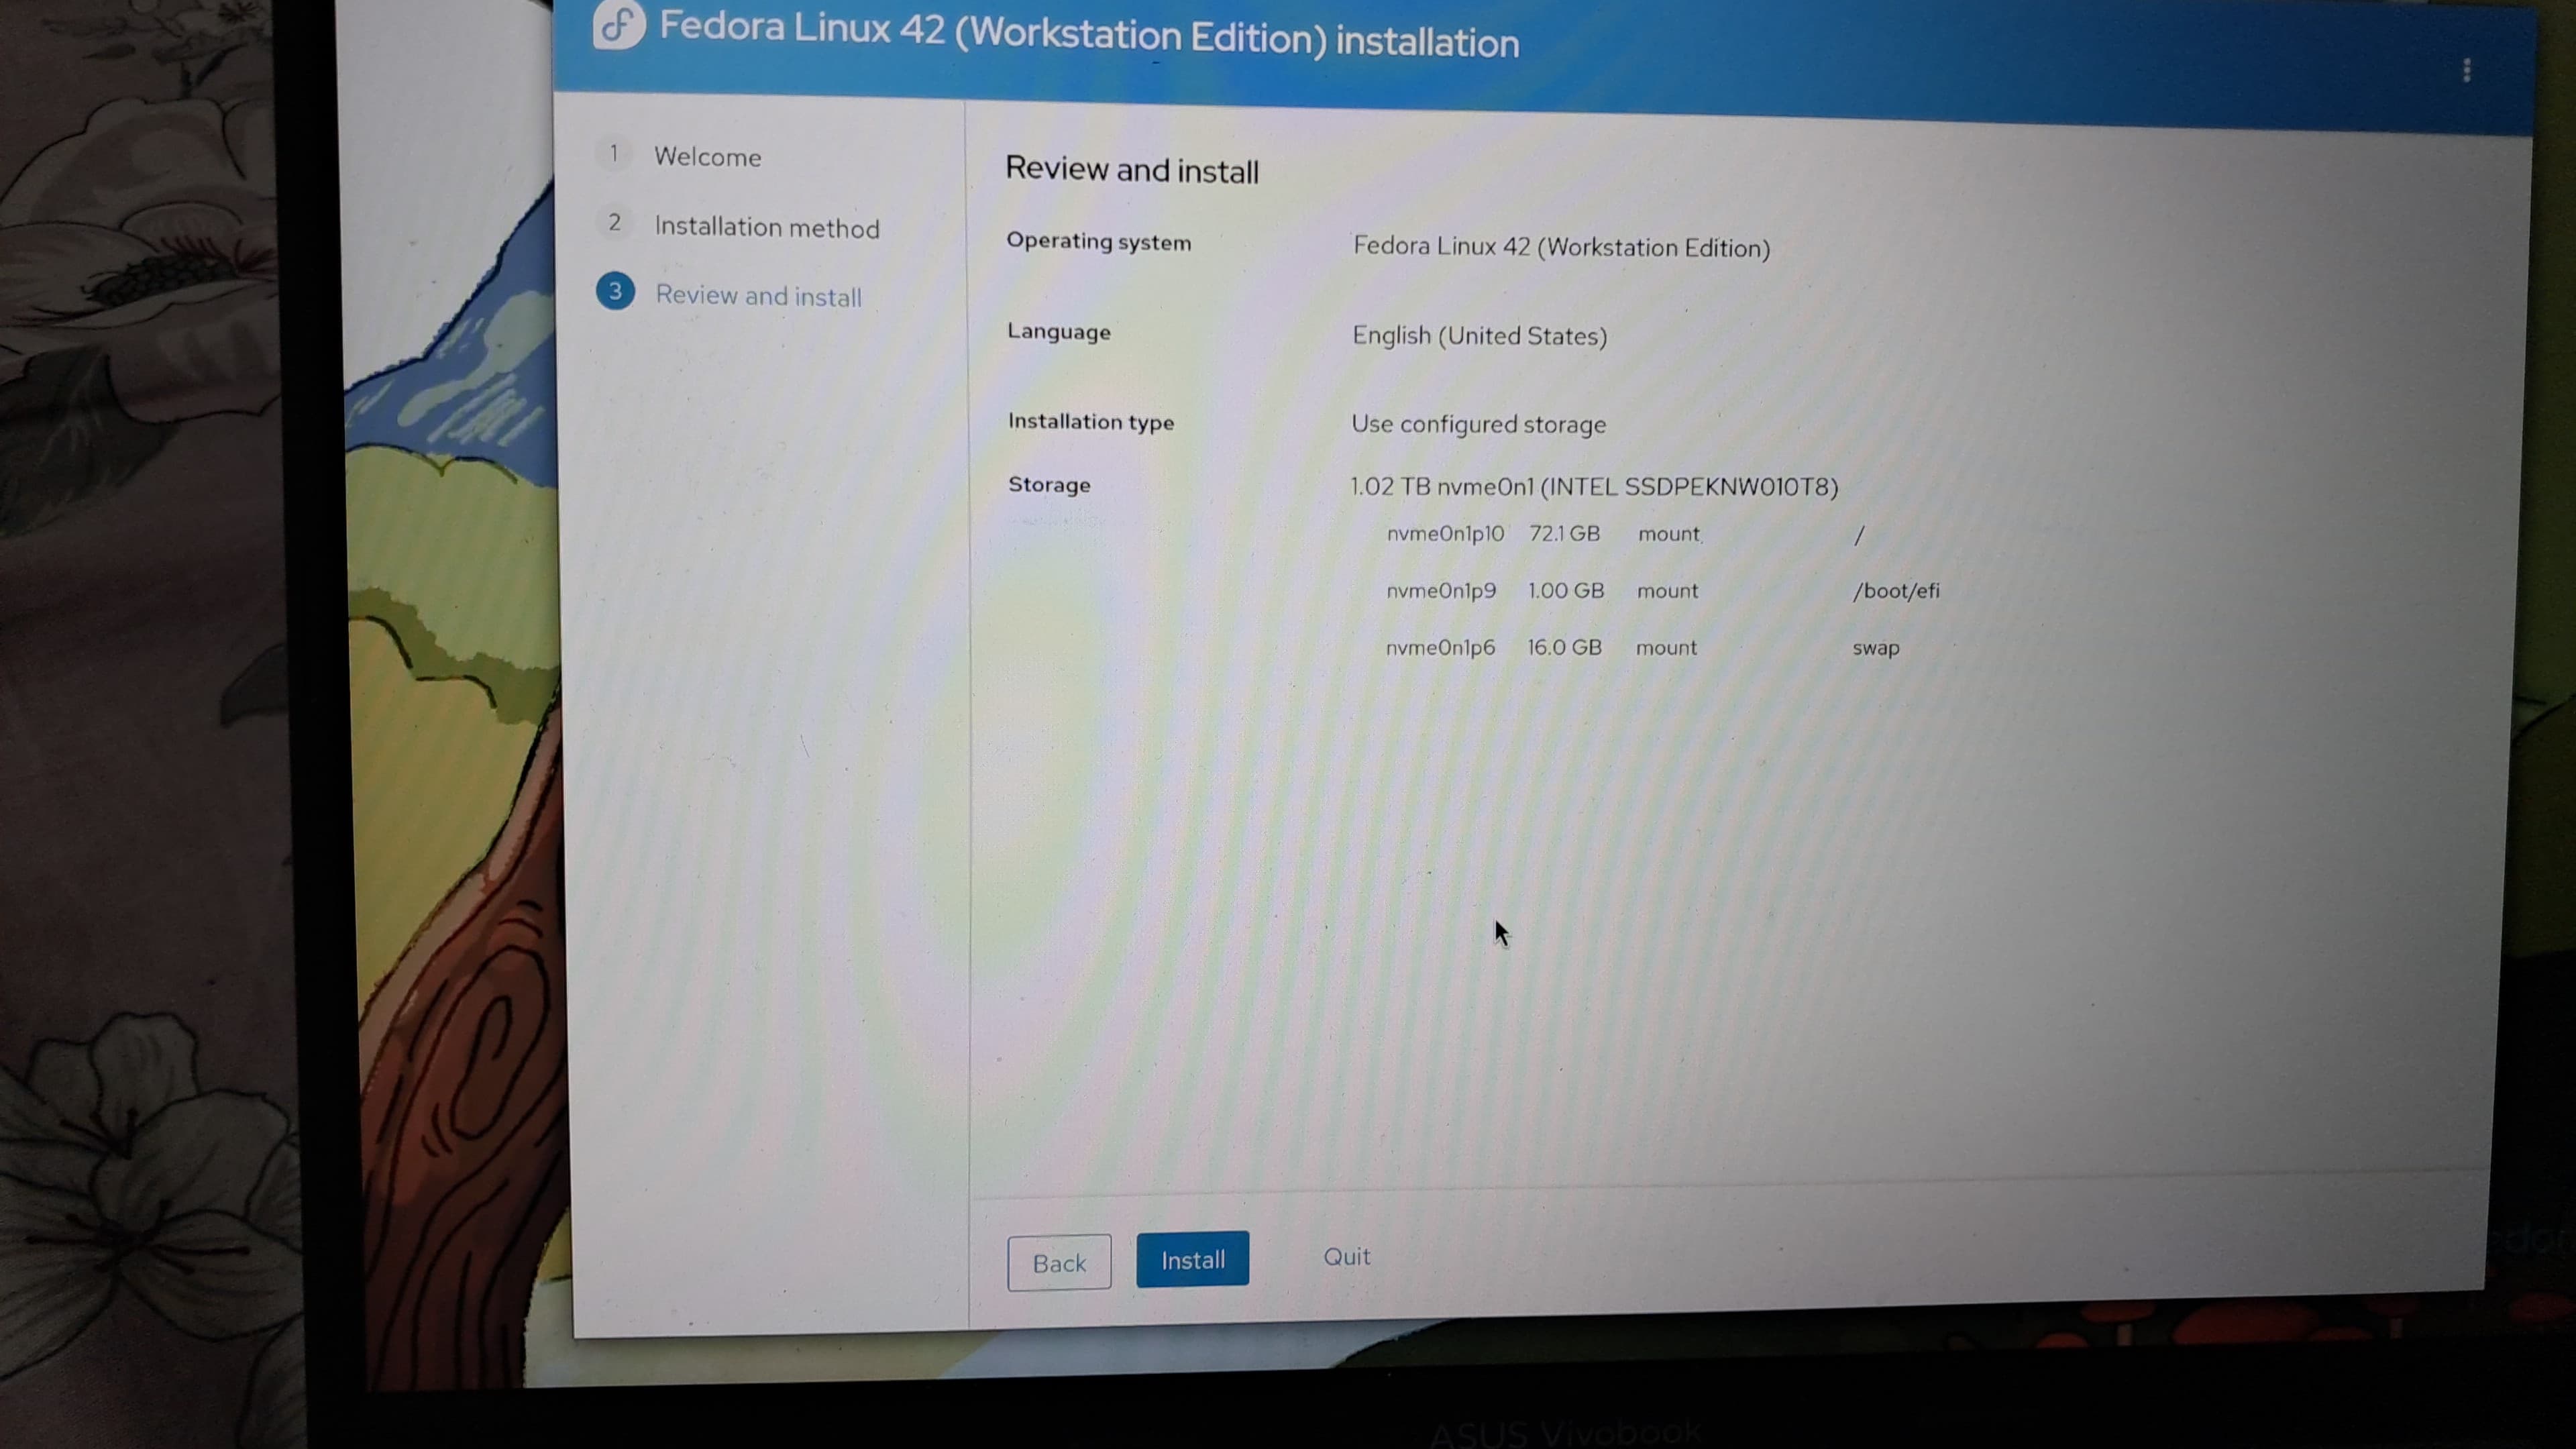 Fedora Linux 42 (Workstation Edition) installation
1 Welcome
2 Installation method
3 Review and install
Review and install
Operating system Fedora Linux 42 (Workstation Edition)
Language English (United States)
Installation type Use configured storage
Storage 1.02 TB nvme0n1 (INTEL SSDPEKNW010T8)
nvme0n1p10 72.1 GB mount /
nvme0n1p9 1.00 GB mount /boot/efi
nvme0n1p6 16.0 GB mount swap
Back Install Quit
ASUS Vivobook